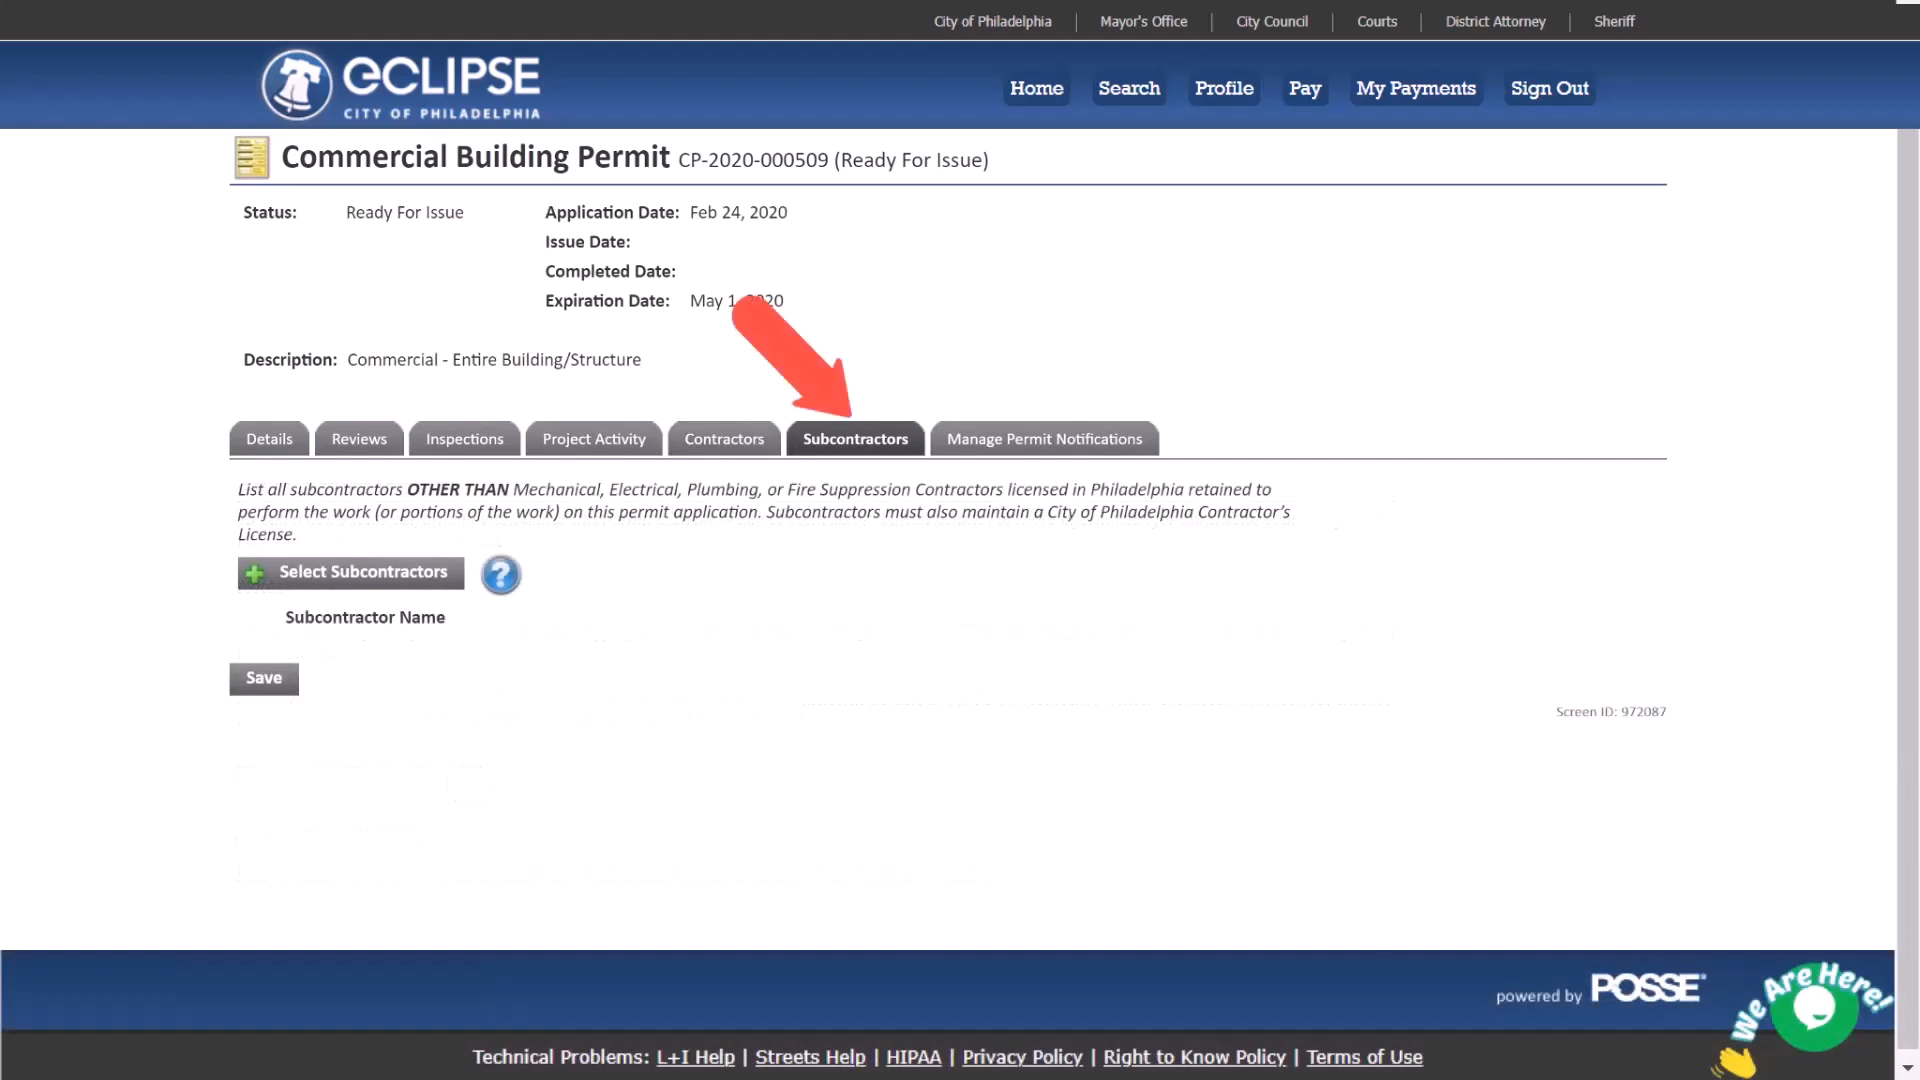 City of Philadelphia | Mayor's Office | City Council | Courts | District Attorney | Sheriff
eCLIPSE
CITY OF PHILADELPHIA
Home Search Profile Pay My Payments Sign Out
Commercial Building Permit CP-2020-000509 (Ready For Issue)
Status: Ready For Issue Application Date: Feb 24, 2020
Issue Date:
Completed Date:
Expiration Date: May 1, 2020
Description: Commercial - Entire Building/Structure
Details Reviews Inspections Project Activity Contractors Subcontractors Manage Permit Notifications
List all subcontractors OTHER THAN Mechanical, Electrical, Plumbing, or Fire Suppression Contractors licensed in Philadelphia retained to
perform the work (or portions of the work) on this permit application. Subcontractors must also maintain a City of Philadelphia Contractor's
License.
Select Subcontractors ?
Subcontractor Name
Save
Screen ID: 972087
powered by POSSE
We Are Here!
Technical Problems: L+I Help | Streets Help | HIPAA | Privacy Policy | Right to Know Policy | Terms of Use